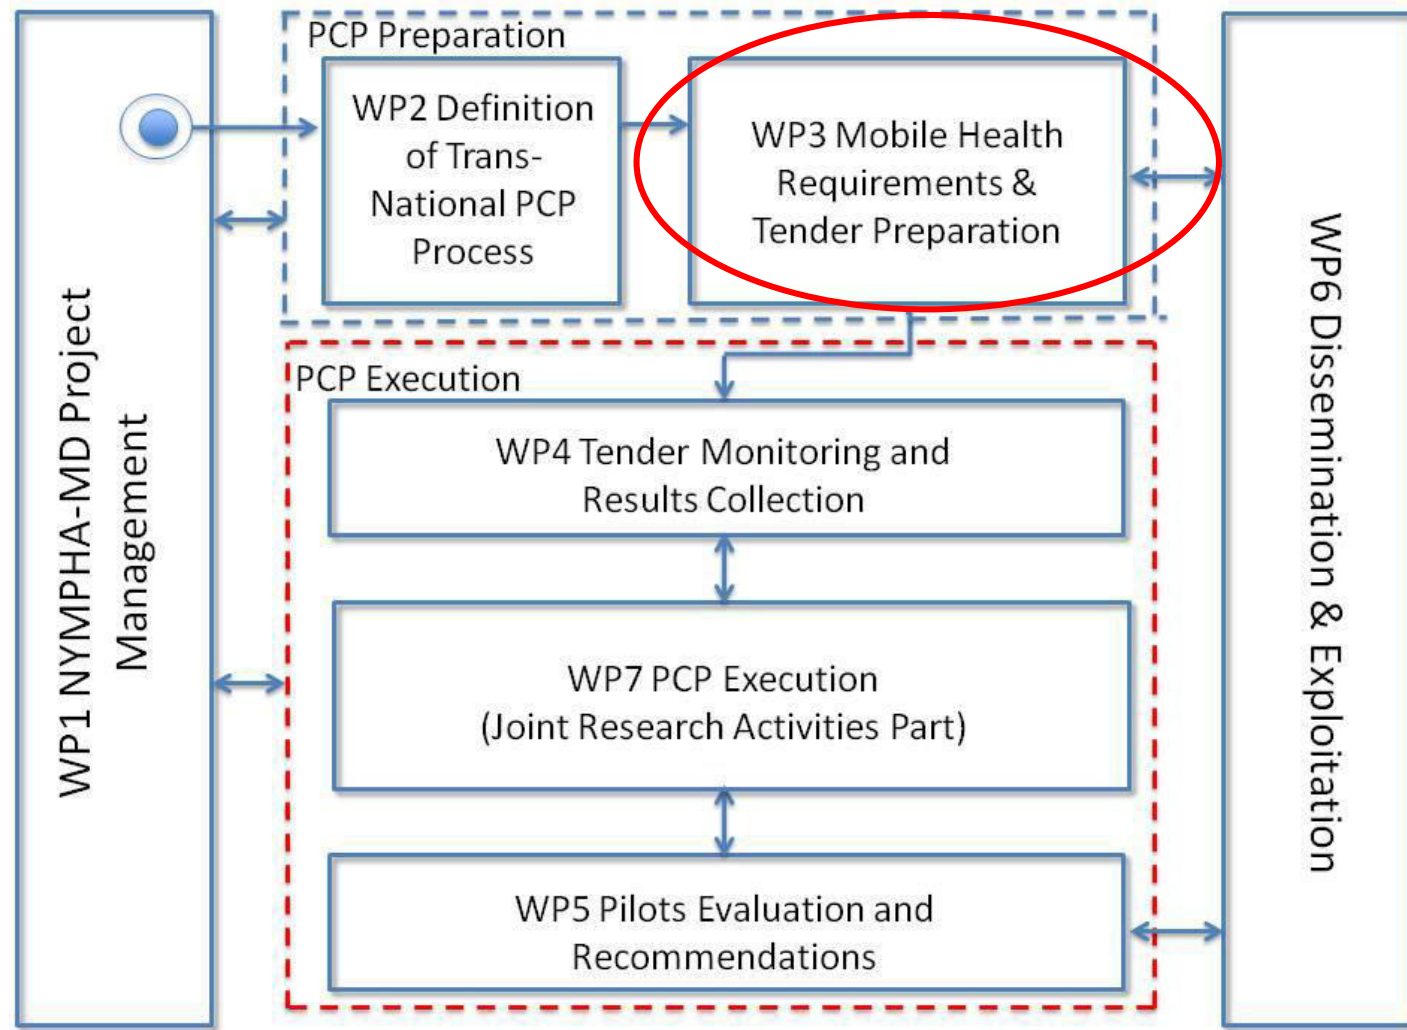 WP1 NYMPHA-MD Project
Management
PCP Preparation
WP2 Definition
of Trans-
National PCP
Process
WP3 Mobile Health
Requirements &
Tender Preparation
PCP Execution
WP4 Tender Monitoring and
Results Collection
WP7 PCP Execution
(Joint Research Activities Part)
WP5 Pilots Evaluation and
Recommendations
WP6 Dissemination & Exploitation